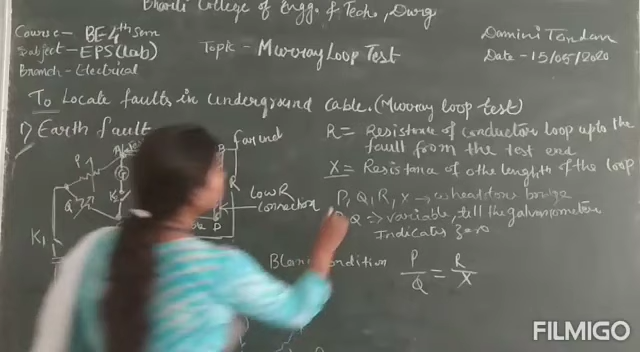 Bharti College of Engg. & Tech., Durg
Course - BE 4th Sem
Subject - EPS (Lab)
Branch - Electrical
Topic - Murray Loop Test
Damini Tandan
Date - 15/05/2020
To Locate faults in underground cable. (Murray loop test)
1) Earth fault
P
Q
K1
B
far end
R
Low R
connection
D
R = Resistance of conductor loop upto the
fault from the test end
X = Resistance of other length of the loop
P, Q, R, X → wheatstone bridge
Q → variable, till the galvanometer
Indicates
condition P/Q = R/X
FILMIGO